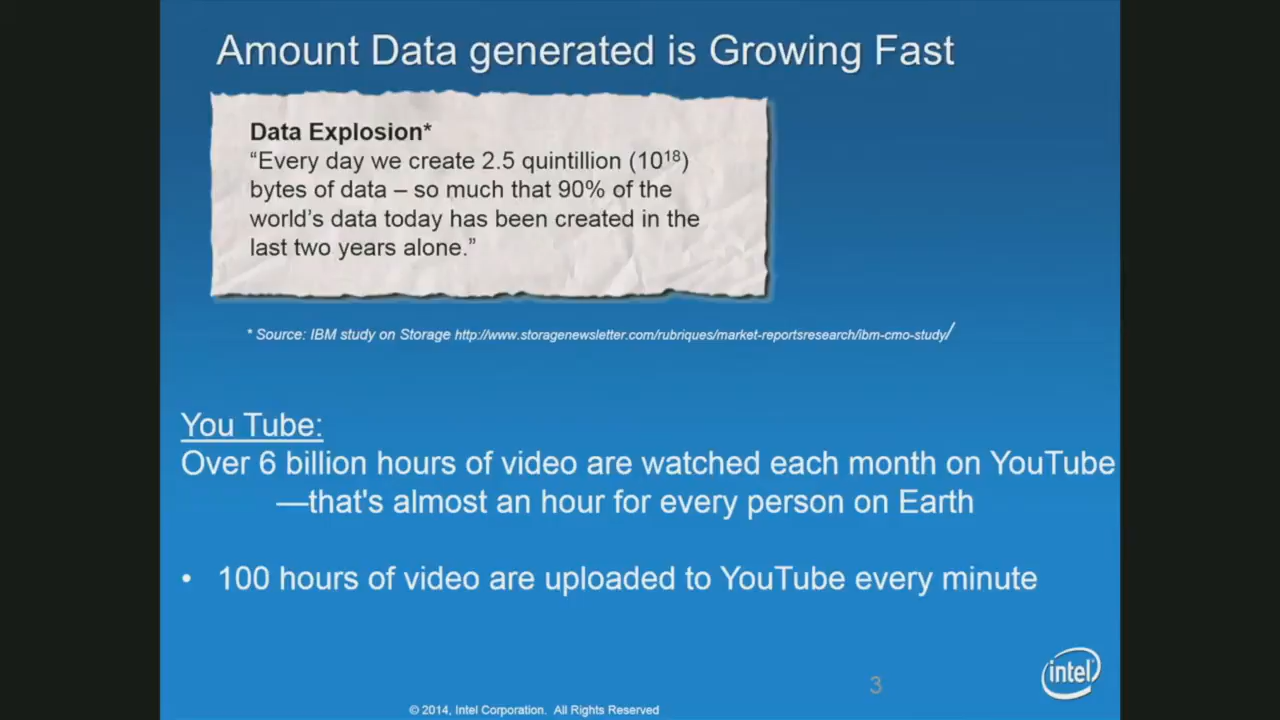 Amount Data generated is Growing Fast
Data Explosion*
“Every day we create 2.5 quintillion (10¹⁸)
bytes of data – so much that 90% of the
world’s data today has been created in the
last two years alone.”
* Source: IBM study on Storage http://www.storagenewsletter.com/rubriques/market-reportsresearch/ibm-cmo-study/
You Tube:
Over 6 billion hours of video are watched each month on YouTube
—that's almost an hour for every person on Earth
• 100 hours of video are uploaded to YouTube every minute
3
intel
© 2014, Intel Corporation. All Rights Reserved